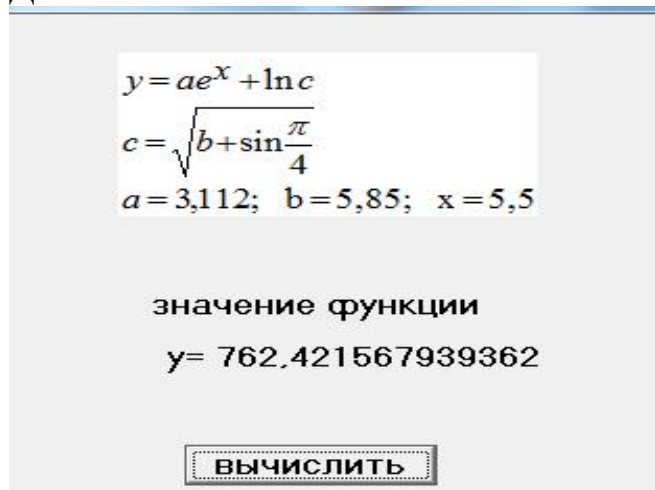 y = ae^x + ln c
c = √(b + sin π/4)
a = 3,112; b = 5,85; x = 5,5
значение функции
y= 762,421567939362
вычислить